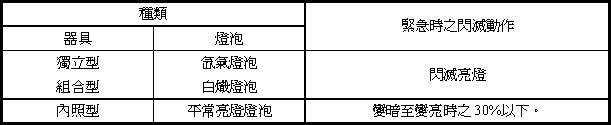 種類
緊急時之閃滅動作
器具 燈泡
獨立型 氙氣燈泡
組合型 白熾燈泡
閃滅亮燈
內照型 平常亮燈燈泡 變暗至變亮時之 30%以下。